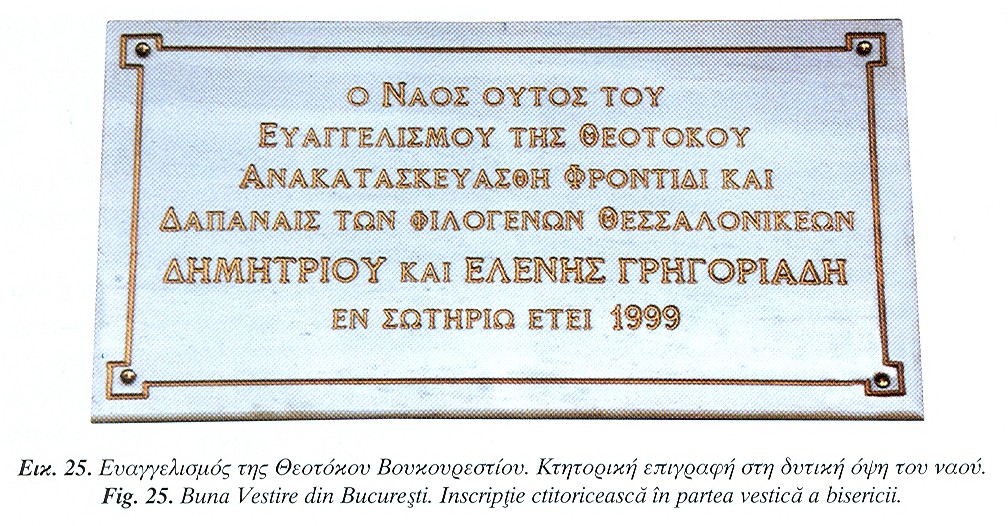 Ο ΝΑΟΣ ΟΥΤΟΣ ΤΟΥ
ΕΥΑΓΓΕΛΙΣΜΟΥ ΤΗΣ ΘΕΟΤΟΚΟΥ
ΑΝΑΚΑΤΑΣΚΕΥΑΣΘΗ ΦΡΟΝΤΙΔΙ ΚΑΙ
ΔΑΠΑΝΑΙΣ ΤΩΝ ΦΙΛΟΓΕΝΩΝ ΘΕΣΣΑΛΟΝΙΚΕΩΝ
ΔΗΜΗΤΡΙΟΥ ΚΑΙ ΕΛΕΝΗΣ ΓΡΗΓΟΡΙΑΔΗ
ΕΝ ΣΩΤΗΡΙΩ ΕΤΕΙ 1999
Εικ. 25. Ευαγγελισμός της Θεοτόκου Βουκουρεστίου. Κτητορική επιγραφή στη δυτική όψη του ναού.
Fig. 25. Buna Vestire din Bucureşti. Inscripţie ctitoricească în partea vestică a bisericii.